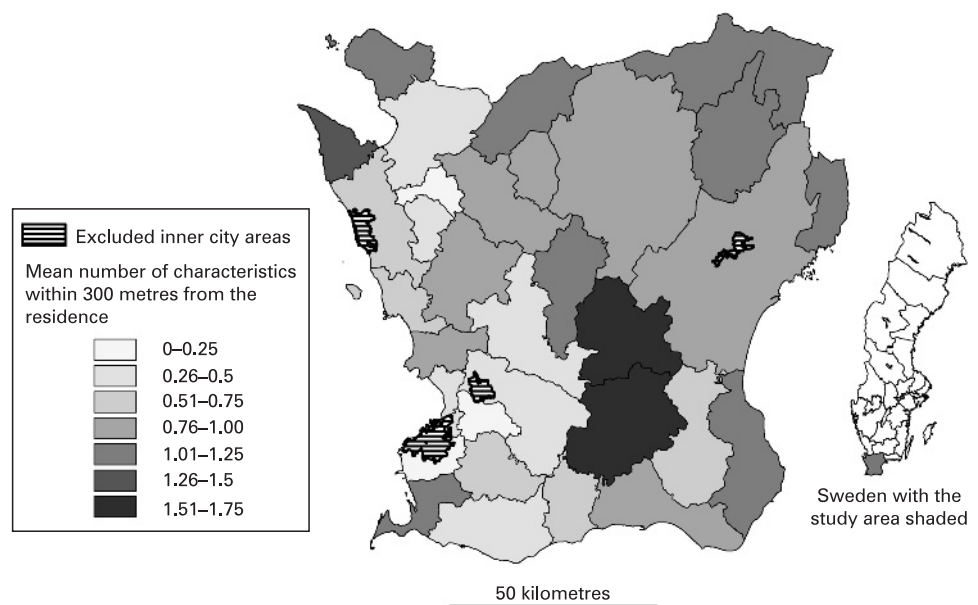 Excluded inner city areas
Mean number of characteristics
within 300 metres from the
residence
0–0.25
0.26–0.5
0.51–0.75
0.76–1.00
1.01–1.25
1.26–1.5
1.51–1.75
Sweden with the
study area shaded
50 kilometres